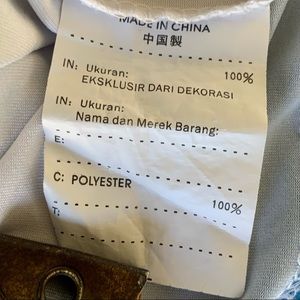 MADE IN CHINA
中国製
IN: Ukuran: 100%
EKSKLUSIR DARI DEKORASI
IN: Ukuran:
Nama dan Merek Barang:
E:
C: POLYESTER
100%
T: